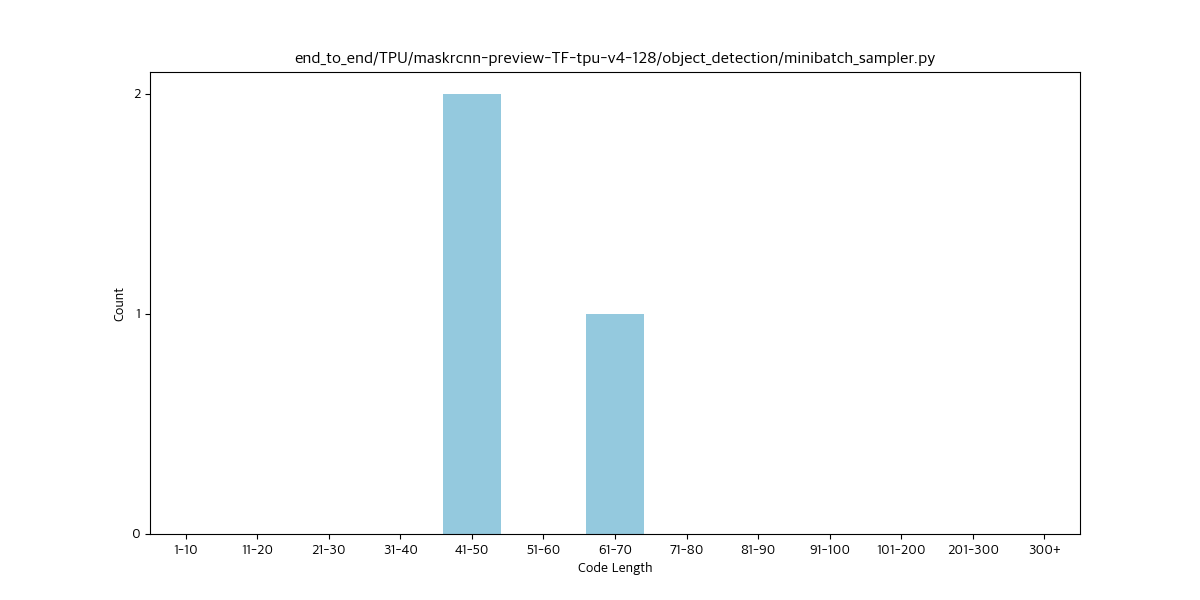 end_to_end/TPU/maskrcnn-preview-TF-tpu-v4-128/object_detection/minibatch_sampler.py
2
1
0
Count
1-10 11-20 21-30 31-40 41-50 51-60 61-70 71-80 81-90 91-100 101-200 201-300 300+
Code Length